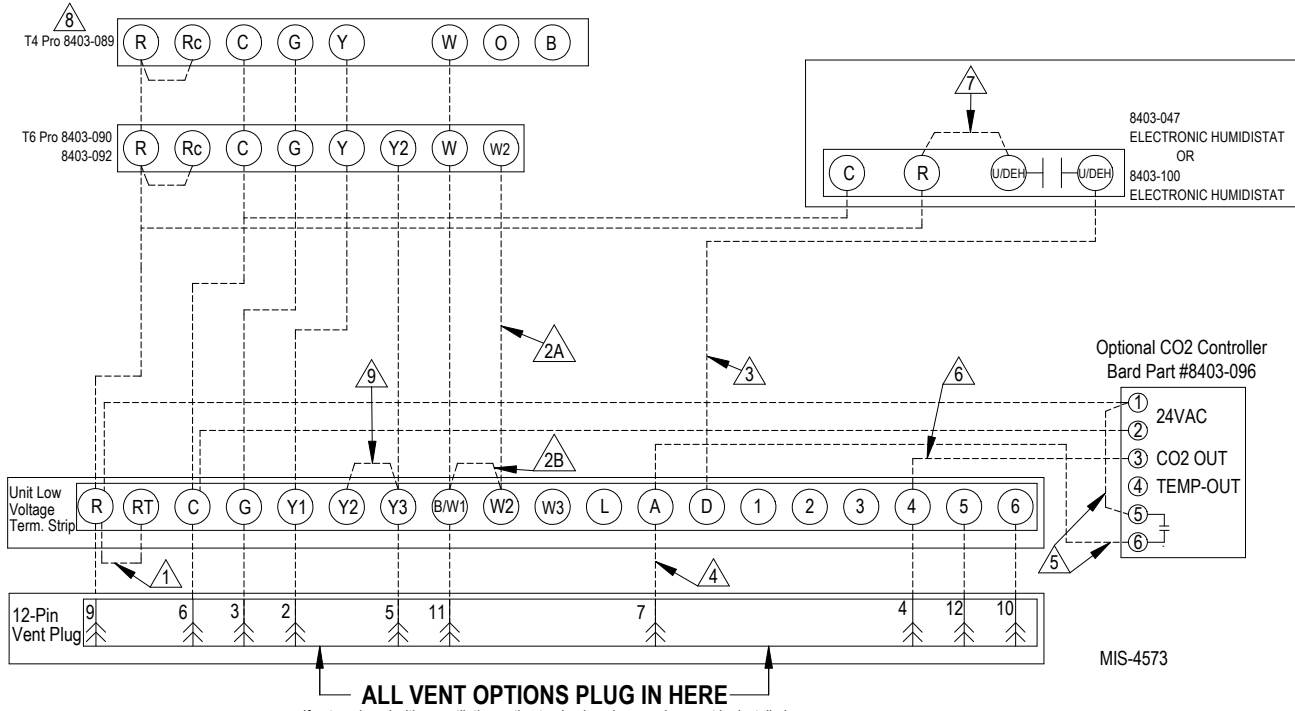 8
T4 Pro 8403-089
R Rc C G Y W O B
T6 Pro 8403-090
8403-092
R Rc C G Y Y2 W W2
7
8403-047
ELECTRONIC HUMIDISTAT
OR
8403-100
ELECTRONIC HUMIDISTAT
C R U/DEH U/DEH
2A
3
9
6
2B
Optional CO2 Controller
Bard Part #8403-096
1 24VAC
2
3 CO2 OUT
4 TEMP-OUT
5
6
5
Unit Low
Voltage
Term. Strip
R RT C G Y1 Y2 Y3 B/W1 W2 W3 L A D 1 2 3 4 5 6
1
4
12-Pin
Vent Plug
9 6 3 2 5 11 7 4 12 10
MIS-4573
ALL VENT OPTIONS PLUG IN HERE